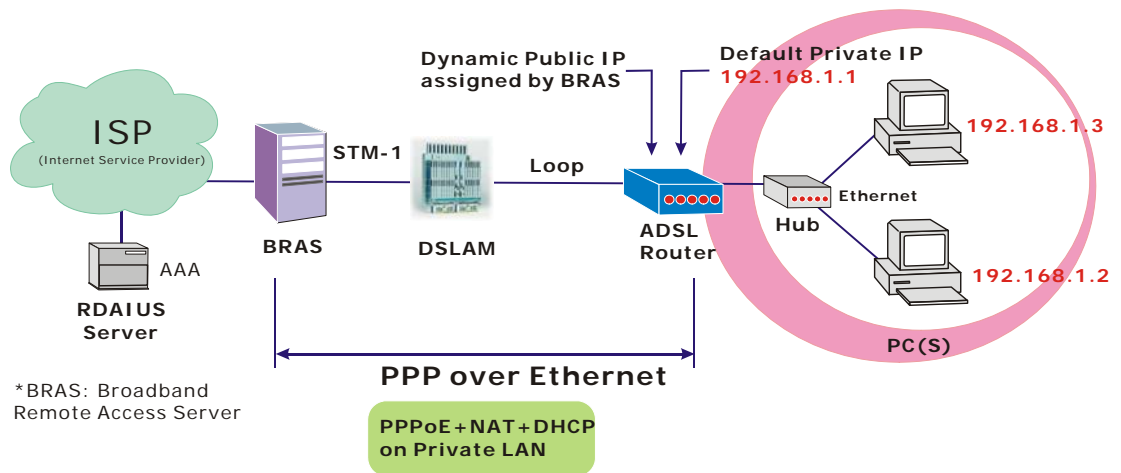 Dynamic Public IP
assigned by BRAS
Default Private IP
192.168.1.1
ISP
(Internet Service Provider)
STM-1
Loop
192.168.1.3
Ethernet
Hub
BRAS
DSLAM
ADSL
Router
AAA
RDAIUS
Server
192.168.1.2
PC(S)
PPP over Ethernet
*BRAS: Broadband
Remote Access Server
PPPoE+NAT+DHCP
on Private LAN